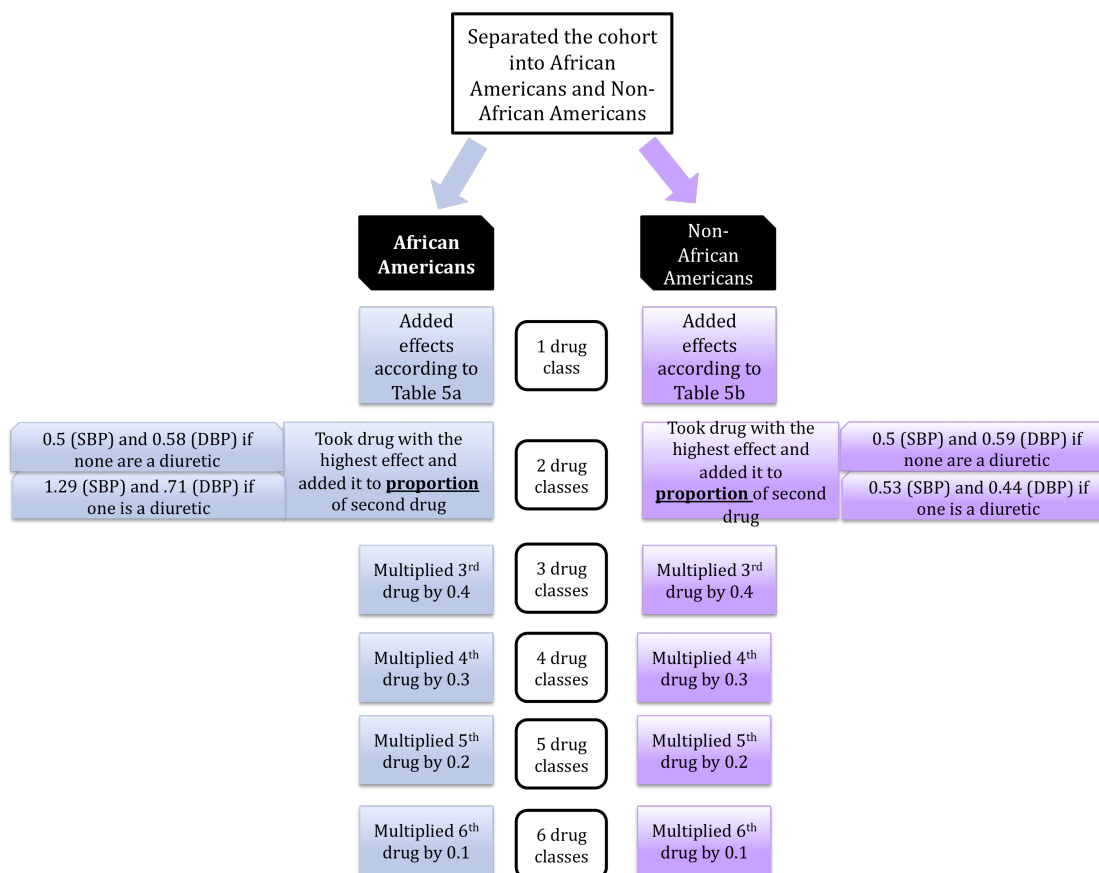 Separated the cohort
into African
Americans and Non-
African Americans
African
Americans
Non-
African
Americans
Added
effects
according to
Table 5a
1 drug
class
Added
effects
according to
Table 5b
0.5 (SBP) and 0.58 (DBP) if
none are a diuretic
1.29 (SBP) and .71 (DBP) if
one is a diuretic
Took drug with the
highest effect and
added it to proportion
of second drug
2 drug
classes
Took drug with the
highest effect and
added it to
proportion of second
drug
0.5 (SBP) and 0.59 (DBP) if
none are a diuretic
0.53 (SBP) and 0.44 (DBP) if
one is a diuretic
Multiplied 3rd
drug by 0.4
3 drug
classes
Multiplied 3rd
drug by 0.4
Multiplied 4th
drug by 0.3
4 drug
classes
Multiplied 4th
drug by 0.3
Multiplied 5th
drug by 0.2
5 drug
classes
Multiplied 5th
drug by 0.2
Multiplied 6th
drug by 0.1
6 drug
classes
Multiplied 6th
drug by 0.1